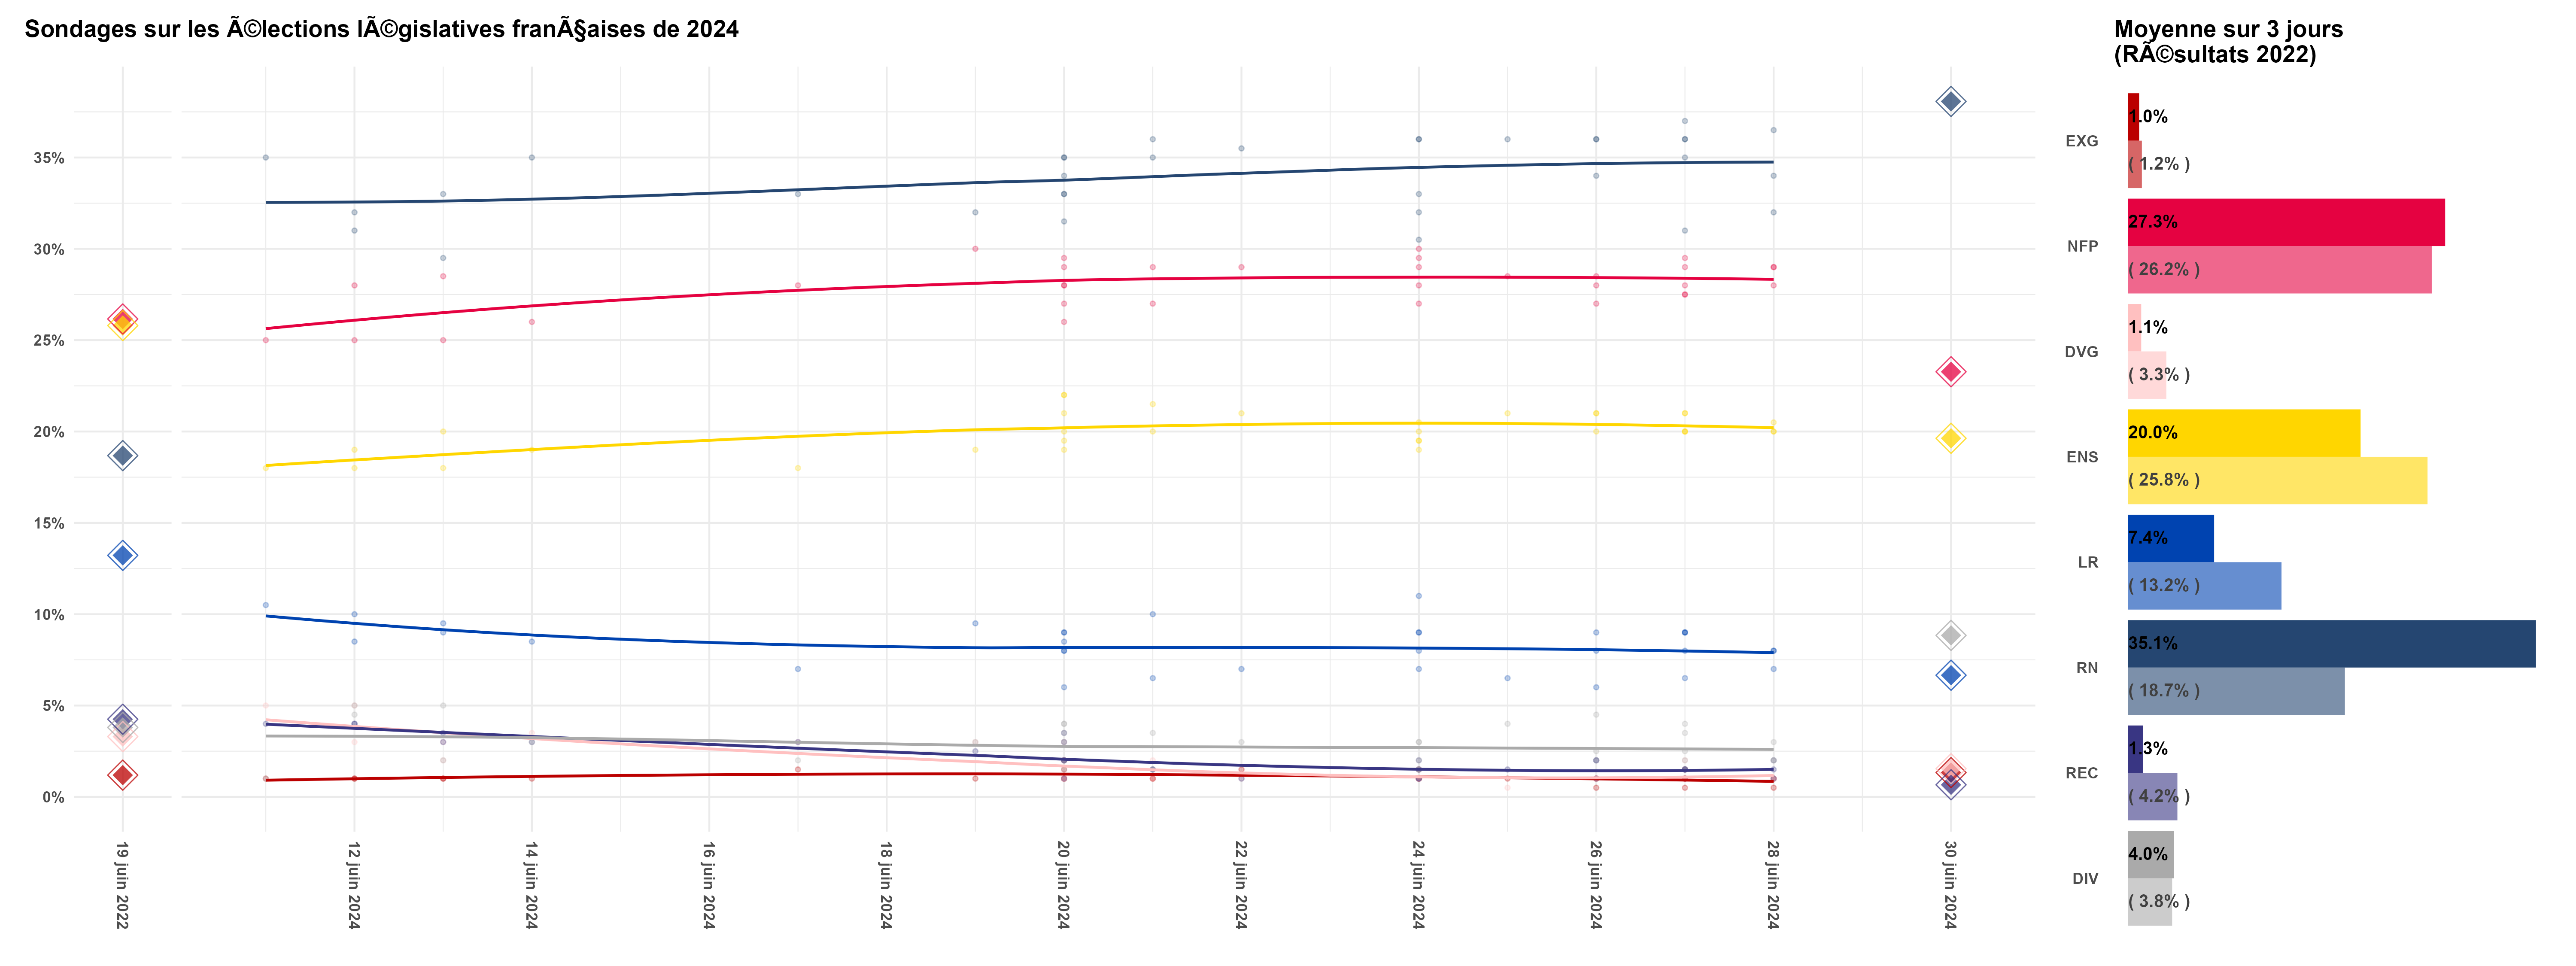 Sondages sur les Ã©lections lÃ©gislatives franÃ§aises de 2024
35%
30%
25%
20%
15%
10%
5%
0%
19 juin 2022
12 juin 2024
14 juin 2024
16 juin 2024
18 juin 2024
20 juin 2024
22 juin 2024
24 juin 2024
26 juin 2024
28 juin 2024
30 juin 2024
Moyenne sur 3 jours
(RÃ©sultats 2022)
EXG
1.0%
( 1.2% )
NFP
27.3%
( 26.2% )
DVG
1.1%
( 3.3% )
ENS
20.0%
( 25.8% )
LR
7.4%
( 13.2% )
RN
35.1%
( 18.7% )
REC
1.3%
( 4.2% )
DIV
4.0%
( 3.8% )